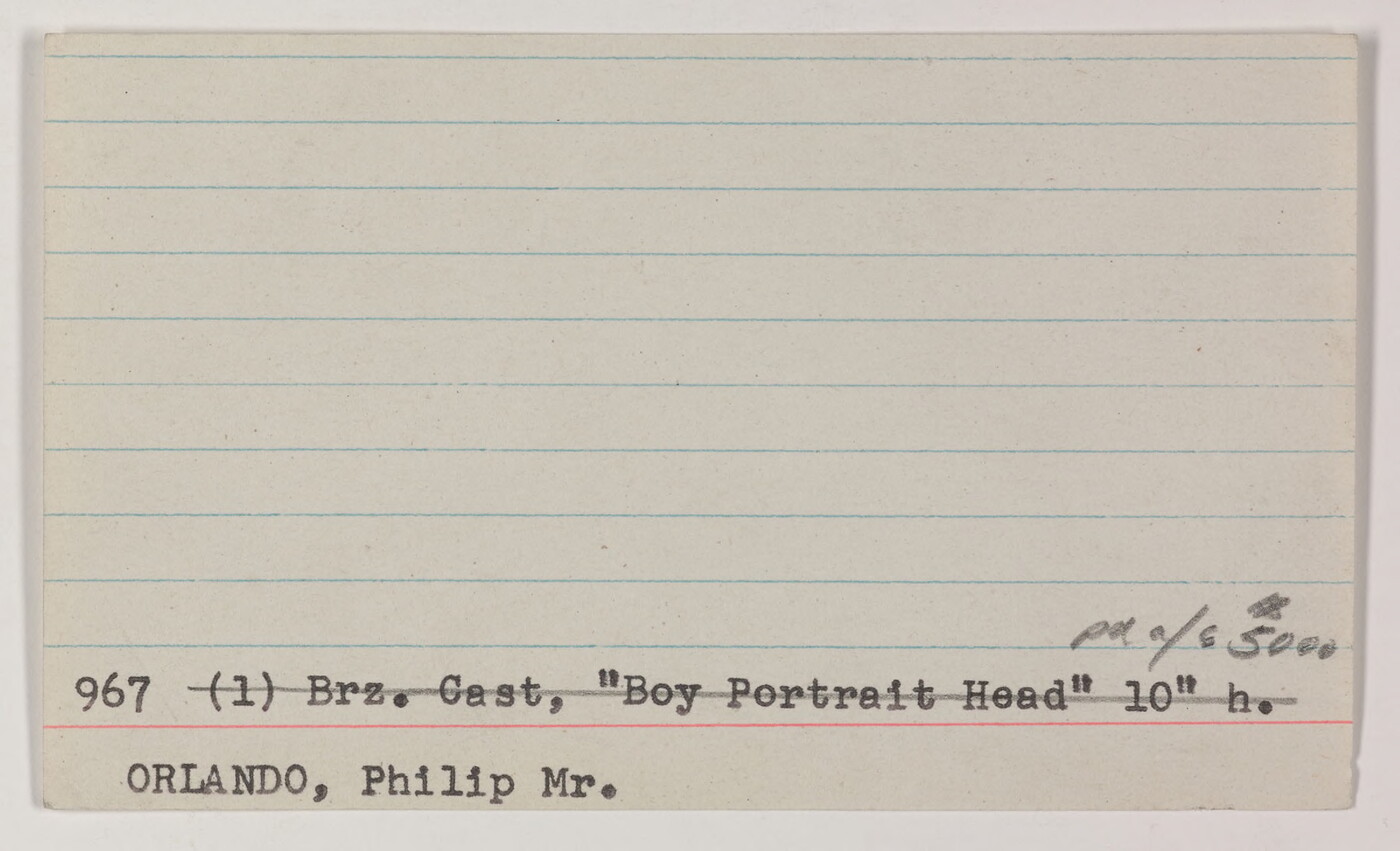 pd a/c $50.00
967 (1) Brz. Cast, "Boy Portrait Head" 10" h.
ORLANDO, Philip Mr.